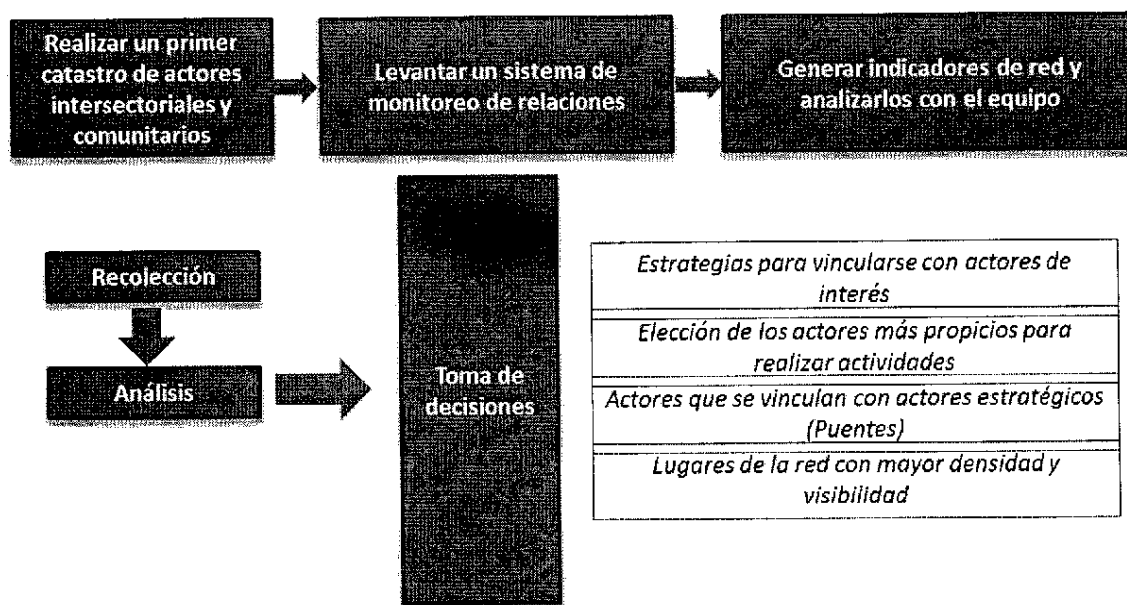 Realizar un primer
catastro de actores
intersectoriales y
comunitarios
Levantar un sistema de
monitoreo de relaciones
Generar indicadores de red y
analizarlos con el equipo
Recolección
Análisis
Toma de
decisiones
Estrategias para vincularse con actores de
interés
Elección de los actores más propicios para
realizar actividades
Actores que se vinculan con actores estratégicos
(Puentes)
Lugares de la red con mayor densidad y
visibilidad